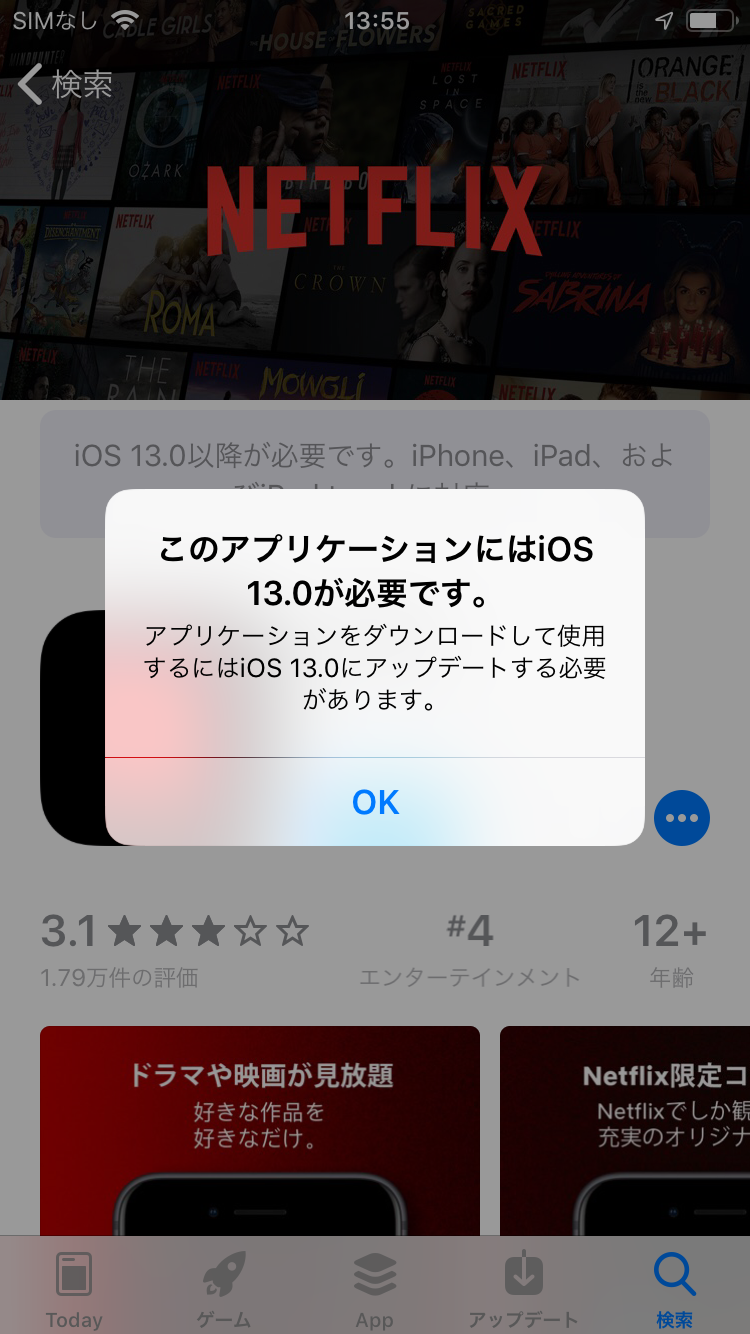 SIMなし 13:55
CABLE GIRLS
HOUSE FLOWERS
SACRED GAMES
検索
NETFLIX
LOST IN SPACE
NETFLIX
ORANGE
is the new
BLACK
OZARK
NETFLIX
NETFLIX
DISENCHANTMENT
NETFLIX
ROMA
THE
CROWN
NETFLIX
SABRINA
NETFLIX
THE RAIN
NETFLIX
MOWGLI
NETFLIX
NETFLIX
iOS 13.0以降が必要です。iPhone、iPad、およ
このアプリケーションにはiOS
13.0が必要です。
アプリケーションをダウンロードして使用
するにはiOS 13.0にアップデートする必要
があります。
OK
3.1 #4 12+
1.79万件の評価 エンターテインメント 年齢
ドラマや映画が見放題
好きな作品を
好きなだけ。
Netflix限定コ
Netflixでしか観
充実のオリジナ
Today ゲーム App アップデート 検索